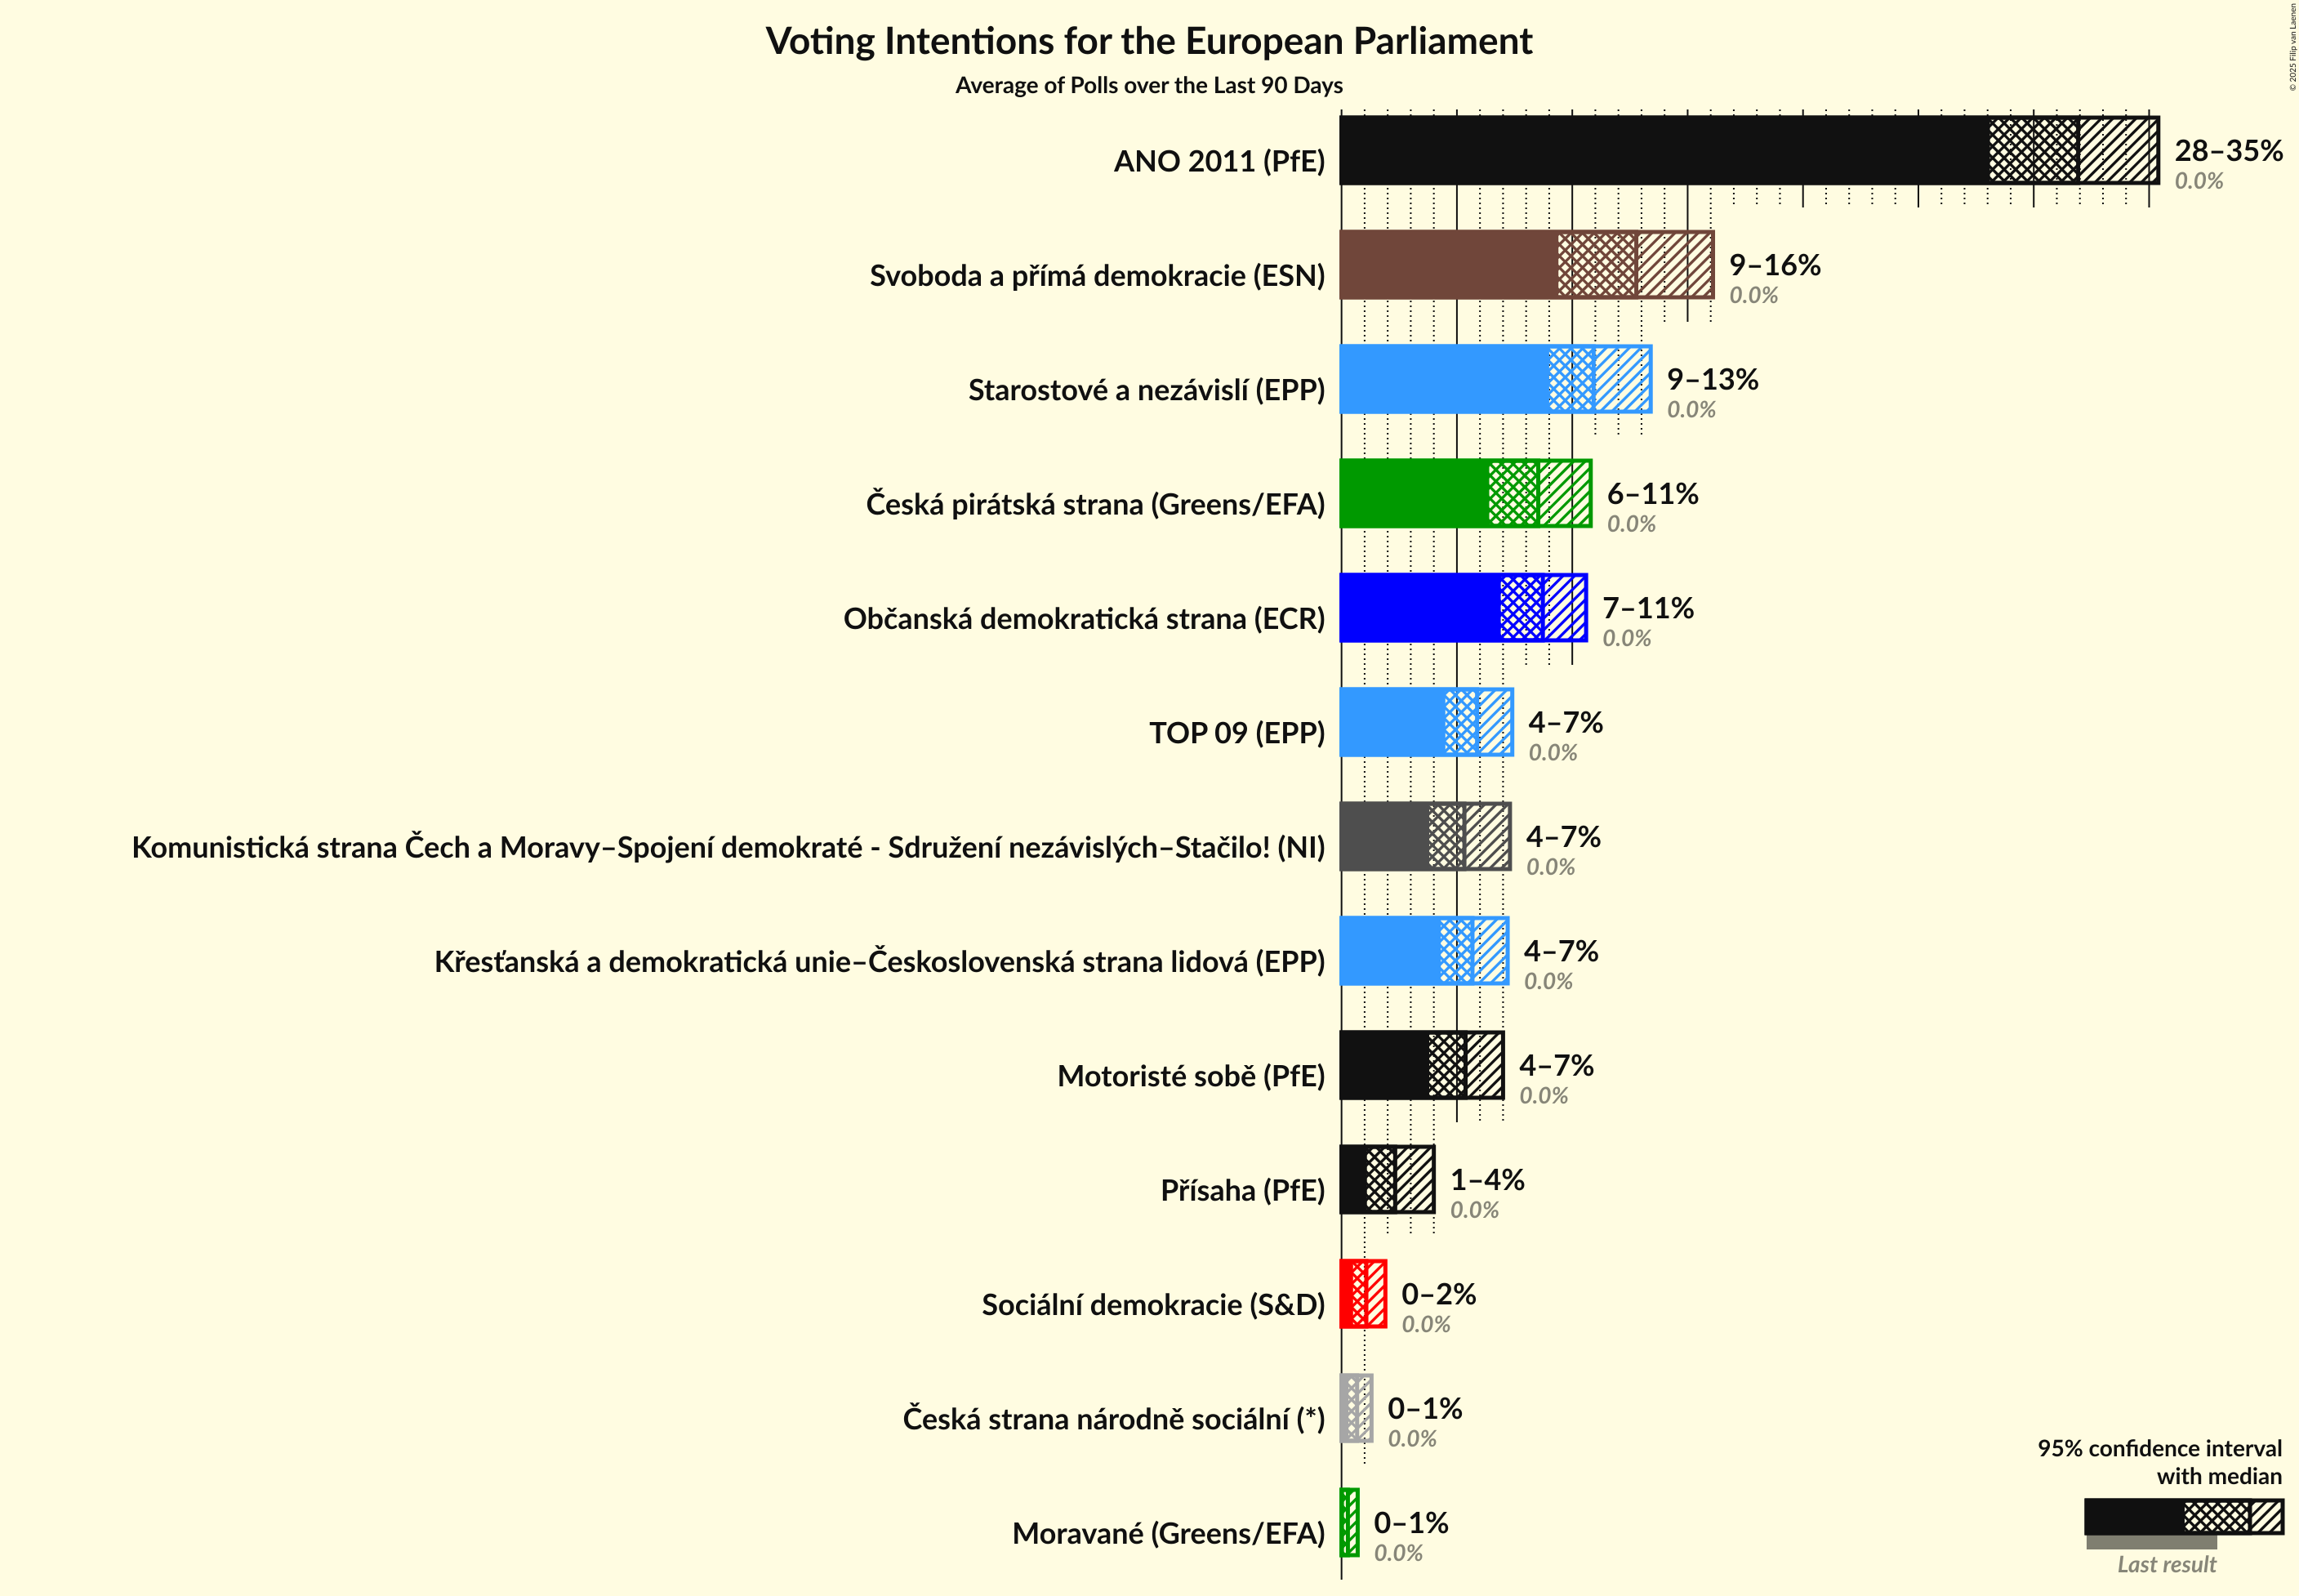 © 2025 Filip van Laenen
Voting Intentions for the European Parliament
Average of Polls over the Last 90 Days
ANO 2011 (PfE)
28–35%
0.0%
Svoboda a přímá demokracie (ESN)
9–16%
0.0%
Starostové a nezávislí (EPP)
9–13%
0.0%
Česká pirátská strana (Greens/EFA)
6–11%
0.0%
Občanská demokratická strana (ECR)
7–11%
0.0%
TOP 09 (EPP)
4–7%
0.0%
Komunistická strana Čech a Moravy–Spojení demokraté - Sdružení nezávislých–Stačilo! (NI)
4–7%
0.0%
Křesťanská a demokratická unie–Československá strana lidová (EPP)
4–7%
0.0%
Motoristé sobě (PfE)
4–7%
0.0%
Přísaha (PfE)
1–4%
0.0%
Sociální demokracie (S&D)
0–2%
0.0%
Česká strana národně sociální (*)
0–1%
0.0%
Moravané (Greens/EFA)
0–1%
0.0%
95% confidence interval
with median
Last result